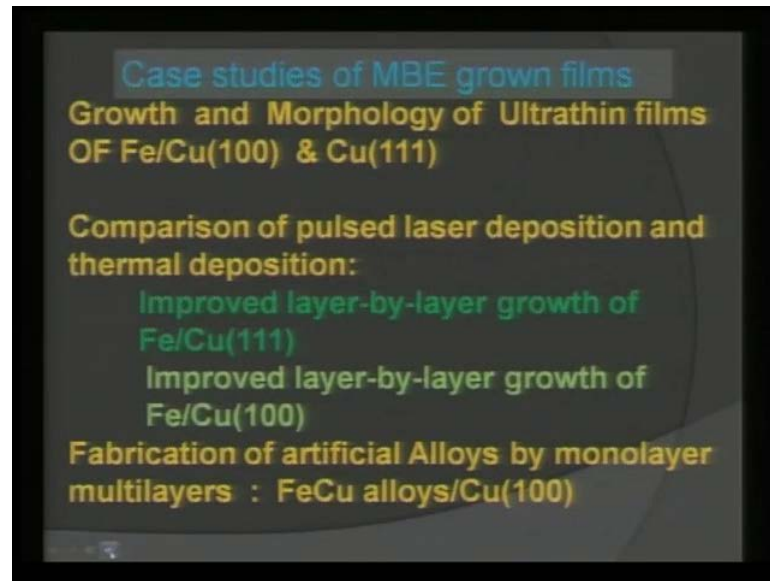 Case studies of MBE grown films
Growth and Morphology of Ultrathin films
OF Fe/Cu(100) & Cu(111)
Comparison of pulsed laser deposition and
thermal deposition:
Improved layer-by-layer growth of
Fe/Cu(111)
Improved layer-by-layer growth of
Fe/Cu(100)
Fabrication of artificial Alloys by monolayer
multilayers : FeCu alloys/Cu(100)